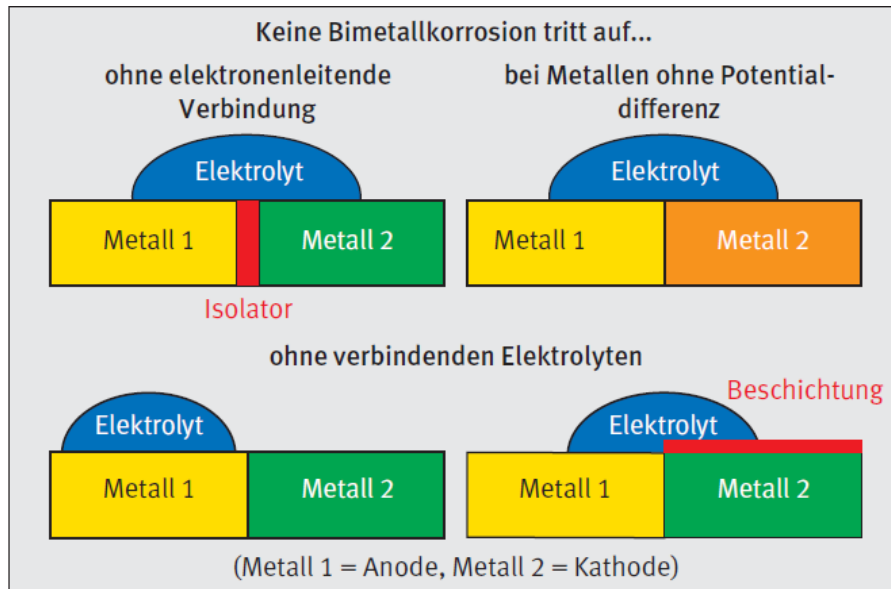 Keine Bimetallkorrosion tritt auf...
ohne elektronenleitende
Verbindung
Elektrolyt
Metall 1
Metall 2
Isolator
bei Metallen ohne Potential-
differenz
Elektrolyt
Metall 1
Metall 2
ohne verbindenden Elektrolyten
Elektrolyt
Metall 1
Metall 2
Beschichtung
Elektrolyt
Metall 1
Metall 2
(Metall 1 = Anode, Metall 2 = Kathode)